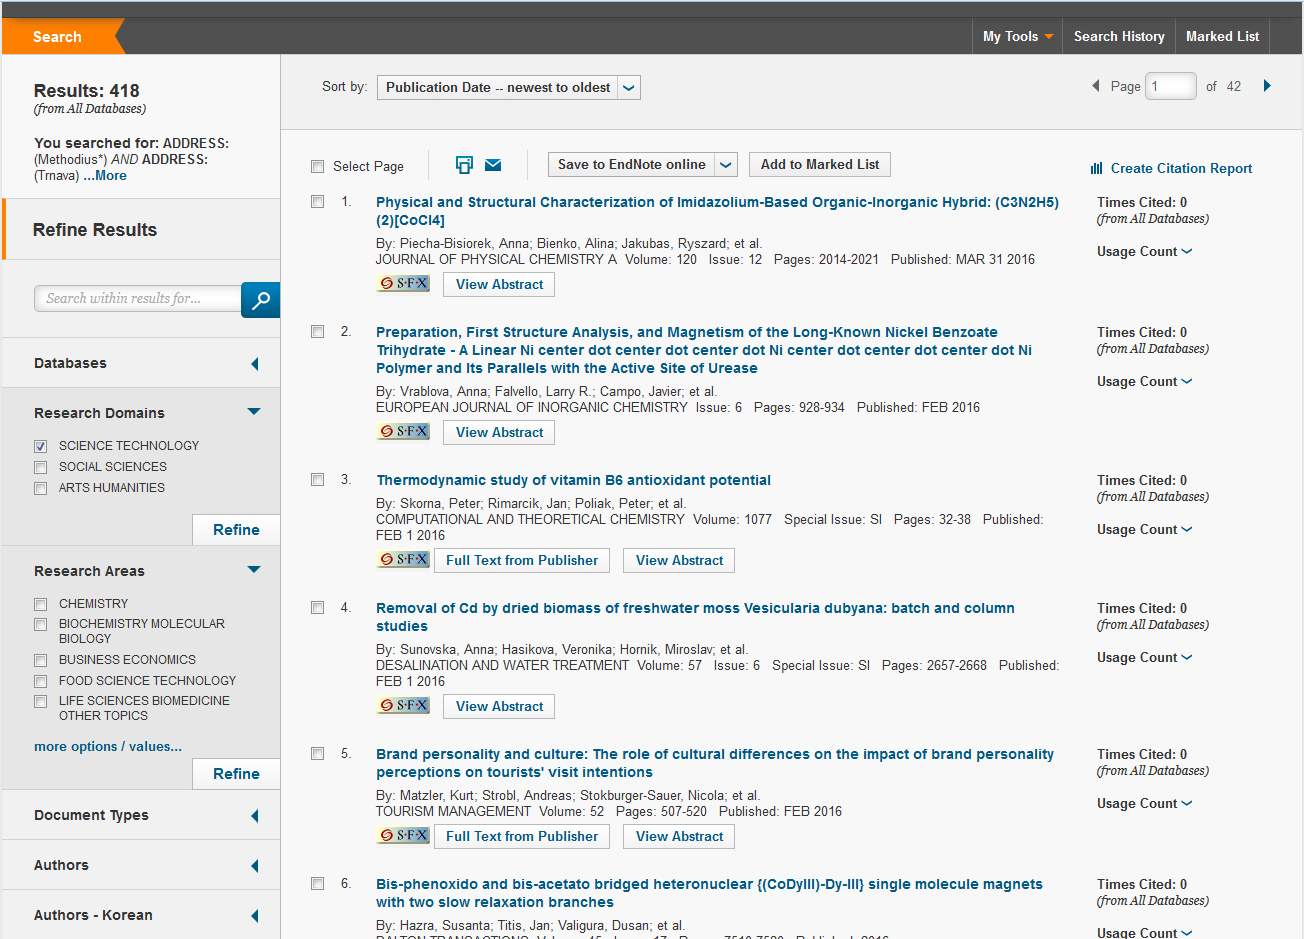 Search
My Tools
Search History
Marked List
Results: 418
(from All Databases)
You searched for: ADDRESS:
(Methodius*) AND ADDRESS:
(Trnava) ...More
Refine Results
Search within results for...
Databases
Research Domains
SCIENCE TECHNOLOGY
SOCIAL SCIENCES
ARTS HUMANITIES
Refine
Research Areas
CHEMISTRY
BIOCHEMISTRY MOLECULAR
BIOLOGY
BUSINESS ECONOMICS
FOOD SCIENCE TECHNOLOGY
LIFE SCIENCES BIOMEDICINE
OTHER TOPICS
more options / values...
Refine
Document Types
Authors
Authors - Korean
Sort by: Publication Date -- newest to oldest
Page 1 of 42
Select Page
Save to EndNote online
Add to Marked List
Create Citation Report
1. Physical and Structural Characterization of Imidazolium-Based Organic-Inorganic Hybrid: (C3N2H5)
(2)[CoCl4]
By: Piecha-Bisiorek, Anna; Bienko, Alina; Jakubas, Ryszard; et al.
JOURNAL OF PHYSICAL CHEMISTRY A Volume: 120 Issue: 12 Pages: 2014-2021 Published: MAR 31 2016
S·F·X View Abstract
Times Cited: 0
(from All Databases)
Usage Count
2. Preparation, First Structure Analysis, and Magnetism of the Long-Known Nickel Benzoate
Trihydrate - A Linear Ni center dot center dot center dot Ni center dot center dot center dot Ni
Polymer and Its Parallels with the Active Site of Urease
By: Vrablova, Anna; Falvello, Larry R.; Campo, Javier; et al.
EUROPEAN JOURNAL OF INORGANIC CHEMISTRY Issue: 6 Pages: 928-934 Published: FEB 2016
S·F·X View Abstract
Times Cited: 0
(from All Databases)
Usage Count
3. Thermodynamic study of vitamin B6 antioxidant potential
By: Skorna, Peter; Rimarcik, Jan; Poliak, Peter; et al.
COMPUTATIONAL AND THEORETICAL CHEMISTRY Volume: 1077 Special Issue: SI Pages: 32-38 Published:
FEB 1 2016
S·F·X Full Text from Publisher View Abstract
Times Cited: 0
(from All Databases)
Usage Count
4. Removal of Cd by dried biomass of freshwater moss Vesicularia dubyana: batch and column
studies
By: Sunovska, Anna; Hasikova, Veronika; Hornik, Miroslav; et al.
DESALINATION AND WATER TREATMENT Volume: 57 Issue: 6 Special Issue: SI Pages: 2657-2668 Published:
FEB 1 2016
S·F·X View Abstract
Times Cited: 0
(from All Databases)
Usage Count
5. Brand personality and culture: The role of cultural differences on the impact of brand personality
perceptions on tourists' visit intentions
By: Matzler, Kurt; Strobl, Andreas; Stokburger-Sauer, Nicola; et al.
TOURISM MANAGEMENT Volume: 52 Pages: 507-520 Published: FEB 2016
S·F·X Full Text from Publisher View Abstract
Times Cited: 0
(from All Databases)
Usage Count
6. Bis-phenoxido and bis-acetato bridged heteronuclear {(CoDyIII)-Dy-III} single molecule magnets
with two slow relaxation branches
By: Hazra, Susanta; Titis, Jan; Valigura, Dusan; et al.
Times Cited: 0
(from All Databases)
Usage Count